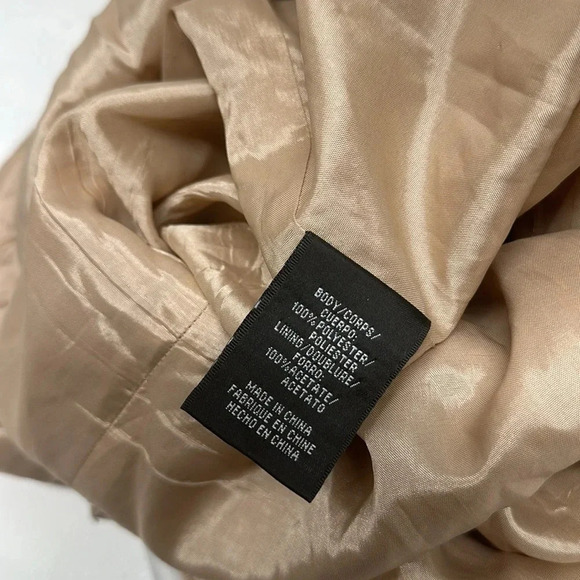 BODY/CORPS/
CUERPO:
100%POLYESTER/
POLIESTER
LINING/DOUBLURE/
FORRO:
100%ACETATE/
ACETATO
MADE IN CHINA
FABRIQUE EN CHINE
HECHO EN CHINA